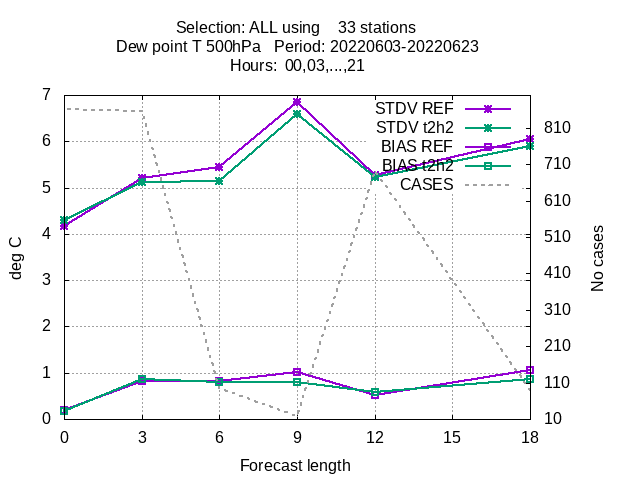 Selection: ALL using    33 stations
Dew point T 500hPa   Period: 20220603-20220623
Hours:  00,03,...,21
STDV REF
STDV t2h2
BIAS REF
BIAS t2h2
CASES
deg C
7
6
5
4
3
2
1
0
810
710
610
510
410
310
210
110
10
No cases
0 3 6 9 12 15 18
Forecast length